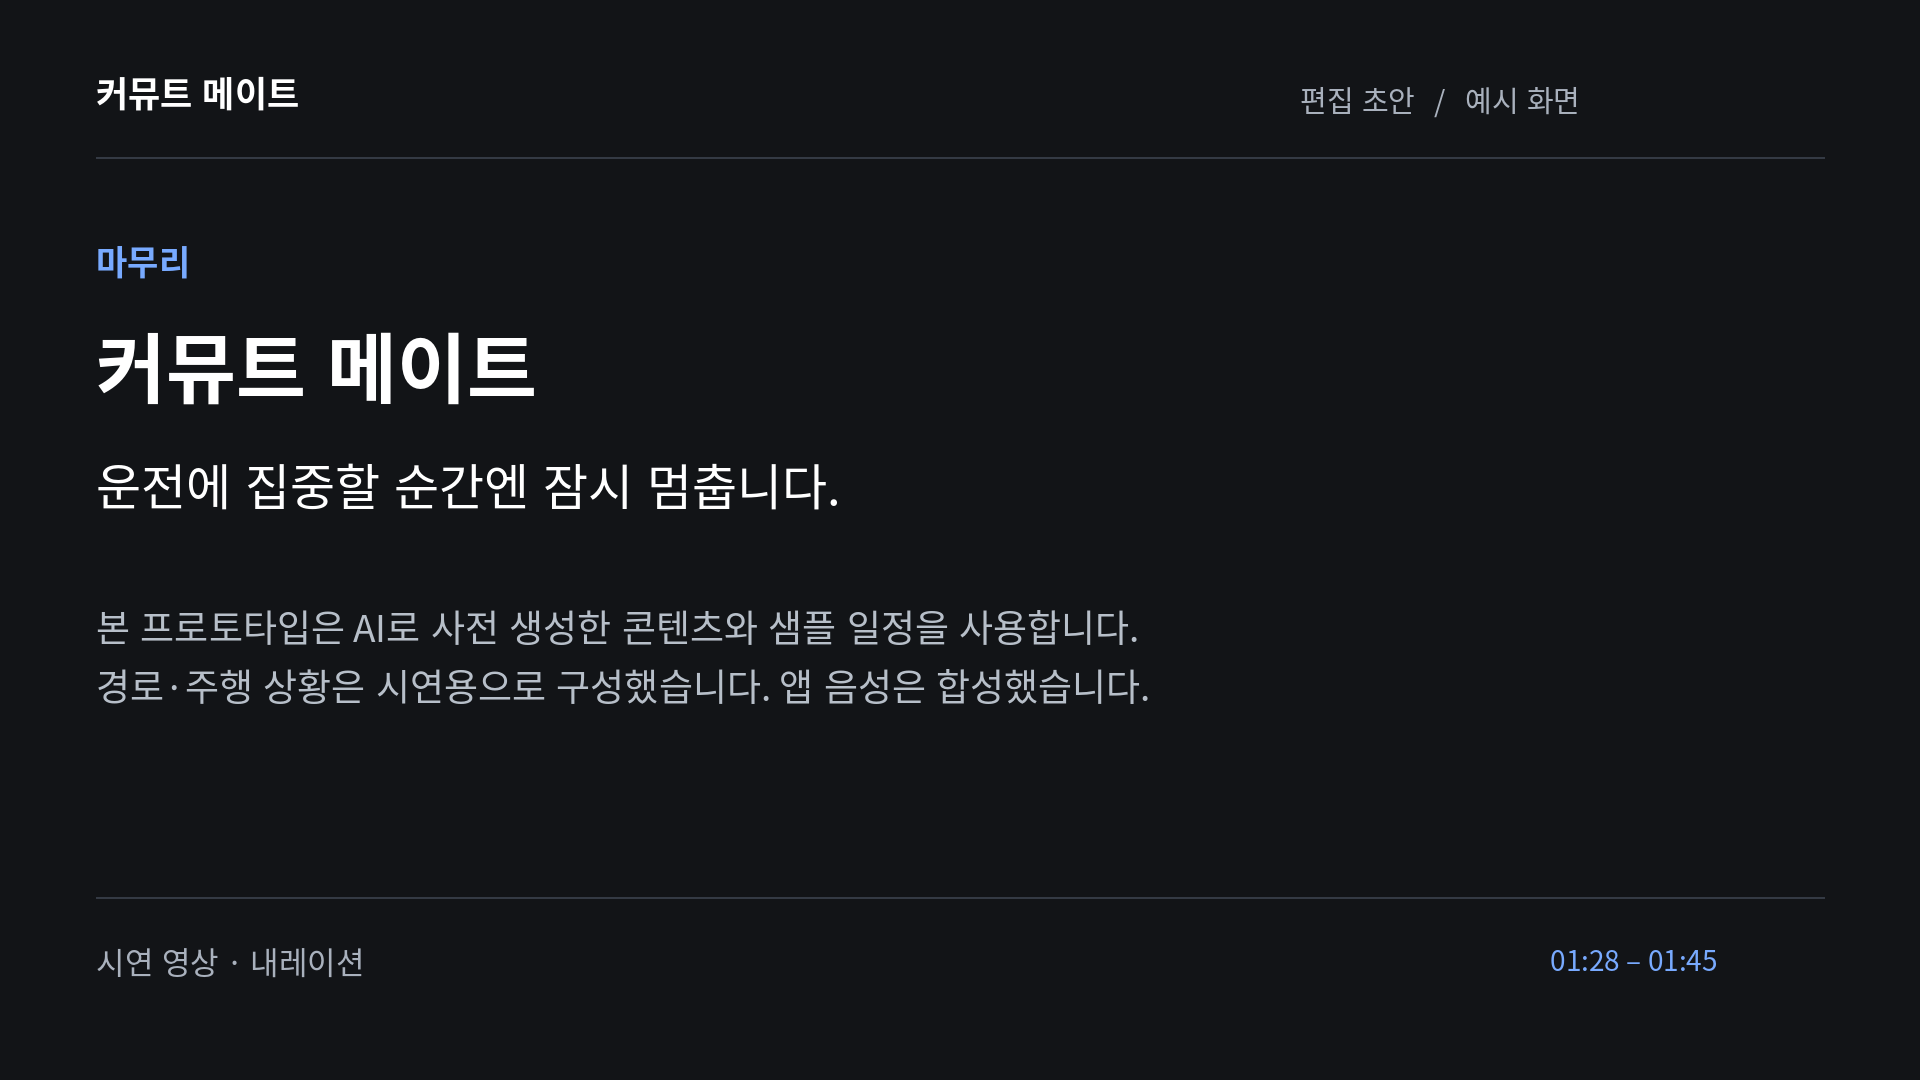 커뮤트 메이트
편집 초안 / 예시 화면
마무리
커뮤트 메이트
운전에 집중할 순간엔 잠시 멈춥니다.
본 프로토타입은 AI로 사전 생성한 콘텐츠와 샘플 일정을 사용합니다.
경로·주행 상황은 시연용으로 구성했습니다. 앱 음성은 합성했습니다.
시연 영상 · 내레이션
01:28 – 01:45